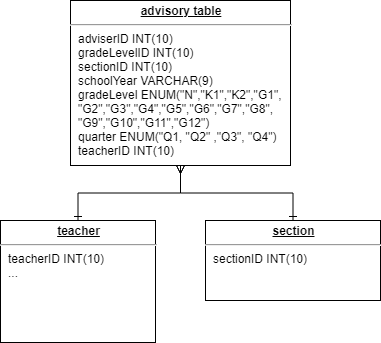 advisory table
adviserID INT(10)
gradeLevelID INT(10)
sectionID INT(10)
schoolYear VARCHAR(9)
gradeLevel ENUM("N","K1","K2","G1",
"G2","G3","G4","G5","G6","G7","G8",
"G9","G10","G11","G12")
quarter ENUM("Q1, "Q2" ,"Q3", "Q4")
teacherID INT(10)
teacher
teacherID INT(10)
...
section
sectionID INT(10)